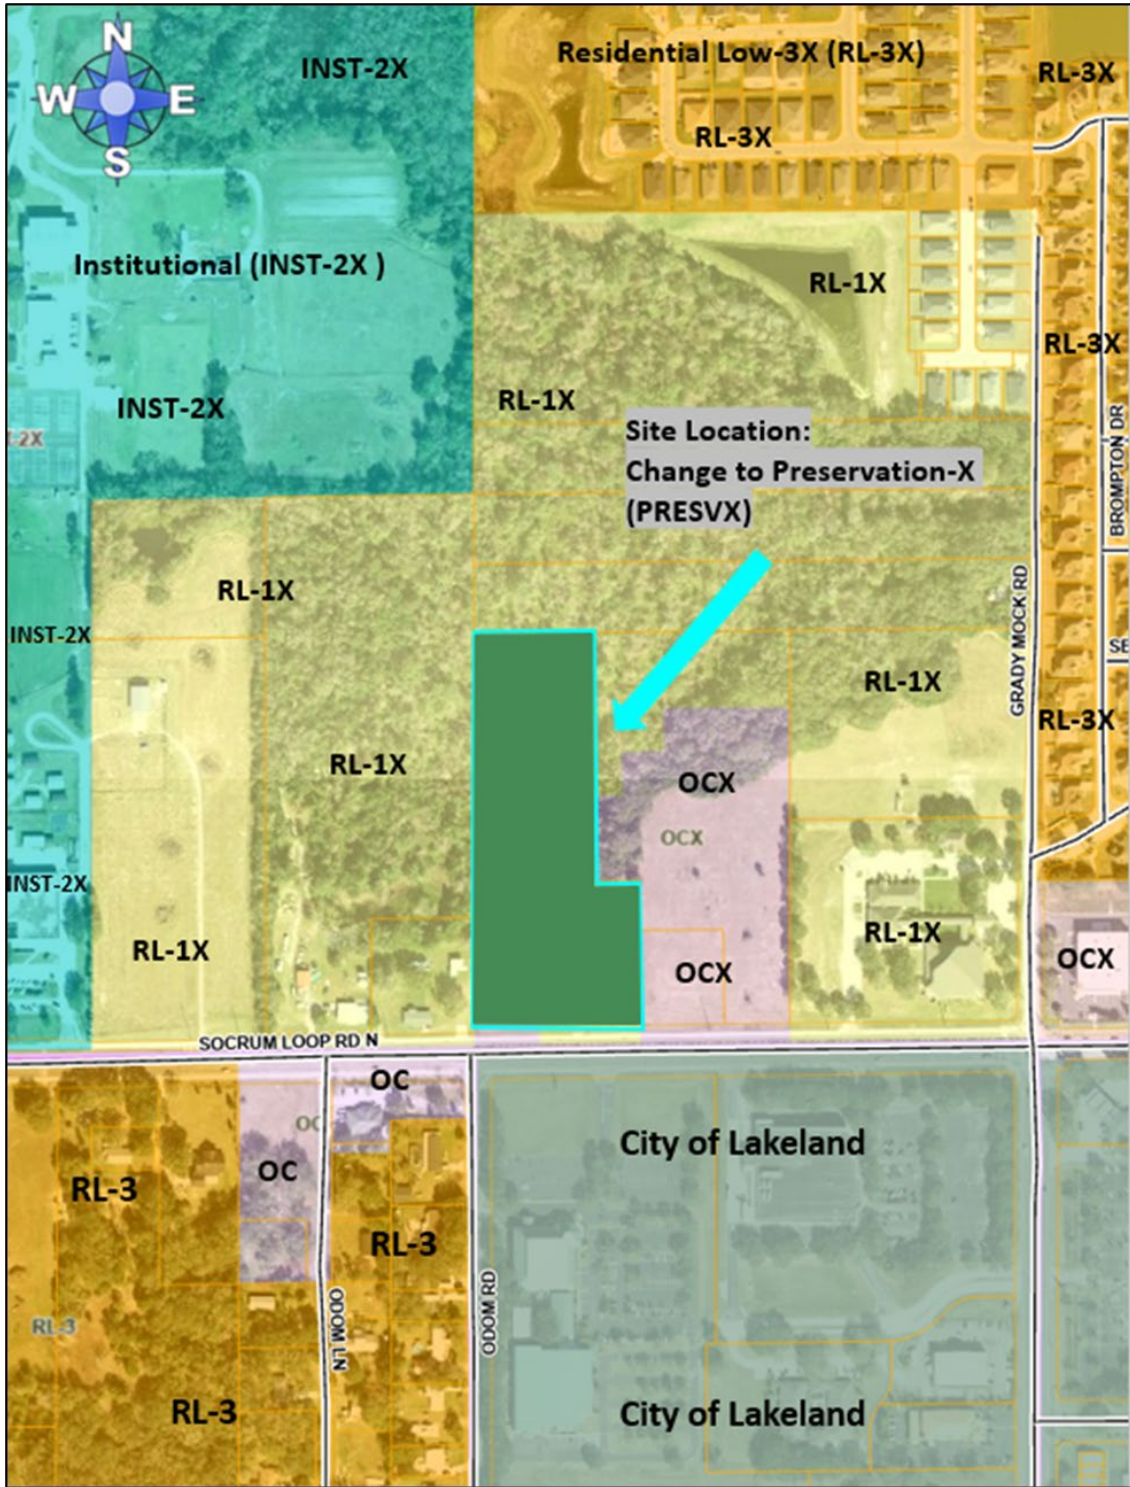 N
W E
S
INST-2X
Residential Low-3X (RL-3X)
RL-3X
RL-3X
Institutional (INST-2X )
RL-1X
RL-3X
INST-2X
RL-1X
-2X
Site Location:
Change to Preservation-X
(PRESVX)
BROMPTON DR
RL-1X
GRADY MOCK RD
INST-2X
SE
RL-1X
RL-3X
RL-1X
OCX
OCX
INST-2X
RL-1X
RL-1X
OCX
OCX
SOCRUM LOOP RD N
OC
OC
City of Lakeland
OC
RL-3
RL-3
ODOM RD
ODOM LN
RL-3
RL-3
City of Lakeland